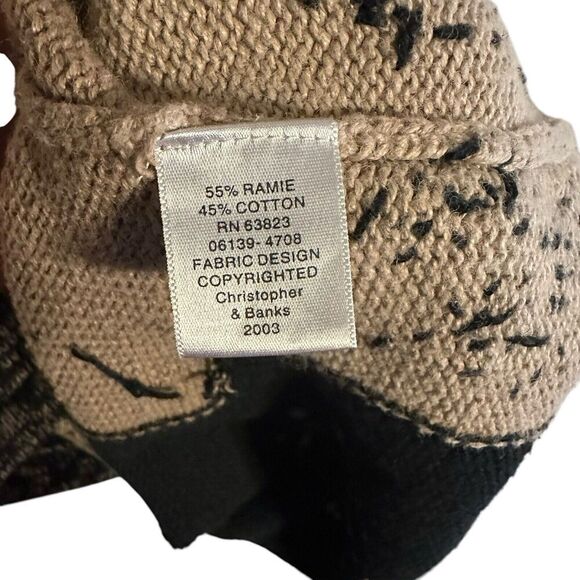 55% RAMIE
45% COTTON
RN 63823
06139-4708
FABRIC DESIGN
COPYRIGHTED
Christopher
& Banks
2003